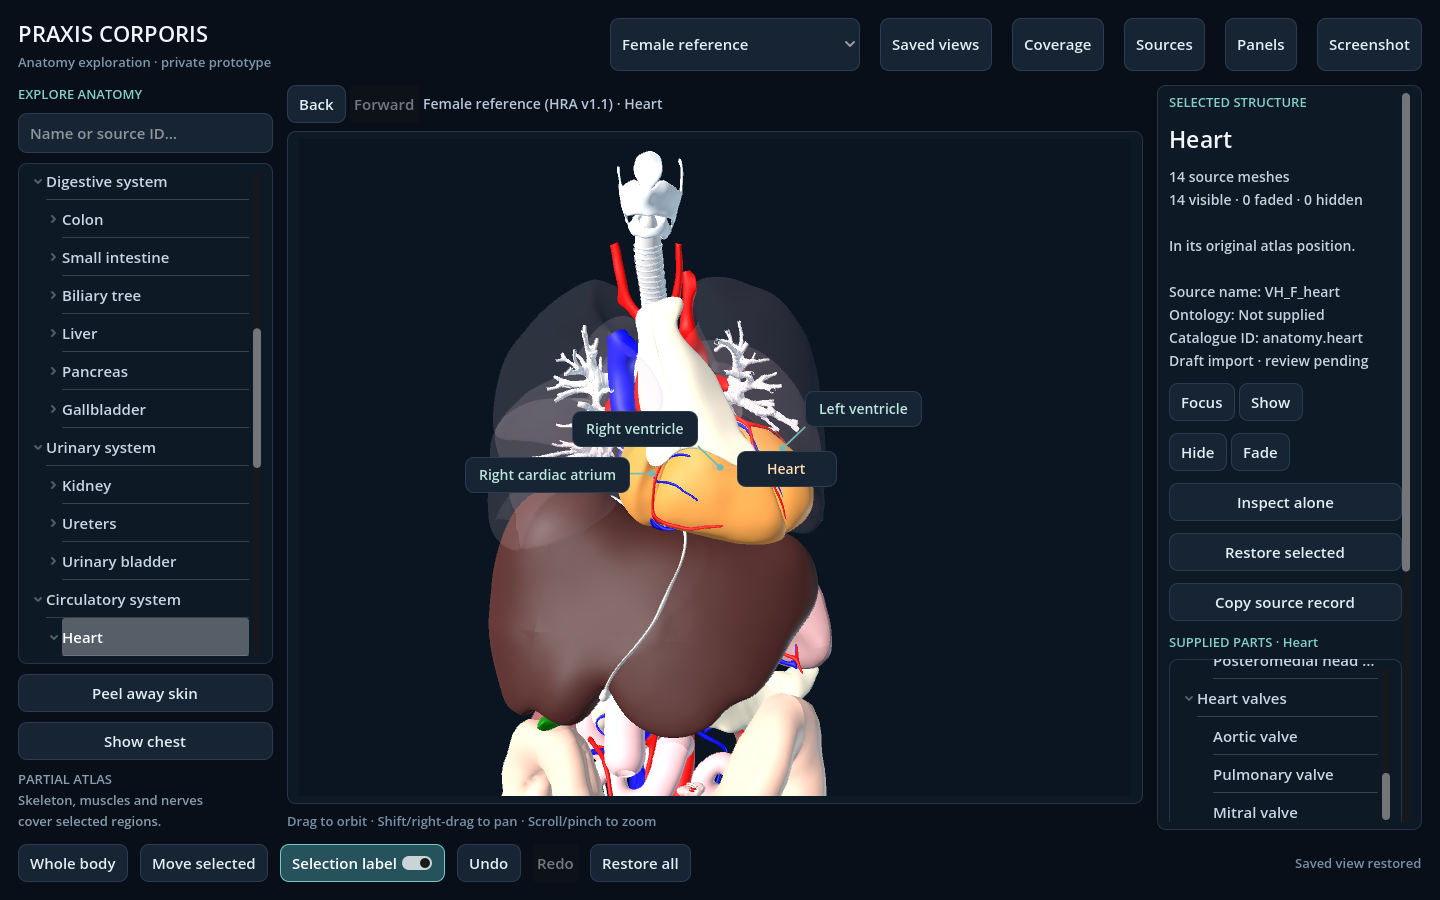 PRAXIS CORPORIS
Anatomy exploration · private prototype
Female reference
Saved views
Coverage
Sources
Panels
Screenshot
EXPLORE ANATOMY
Name or source ID...
Digestive system
Colon
Small intestine
Biliary tree
Liver
Pancreas
Gallbladder
Urinary system
Kidney
Ureters
Urinary bladder
Circulatory system
Heart
Peel away skin
Show chest
PARTIAL ATLAS
Skeleton, muscles and nerves
cover selected regions.
Back
Forward
Female reference (HRA v1.1) · Heart
Left ventricle
Right ventricle
Heart
Right cardiac atrium
Drag to orbit · Shift/right-drag to pan · Scroll/pinch to zoom
SELECTED STRUCTURE
Heart
14 source meshes
14 visible · 0 faded · 0 hidden
In its original atlas position.
Source name: VH_F_heart
Ontology: Not supplied
Catalogue ID: anatomy.heart
Draft import · review pending
Focus
Show
Hide
Fade
Inspect alone
Restore selected
Copy source record
SUPPLIED PARTS · Heart
Posteromedial head ...
Heart valves
Aortic valve
Pulmonary valve
Mitral valve
Whole body
Move selected
Selection label
Undo
Redo
Restore all
Saved view restored